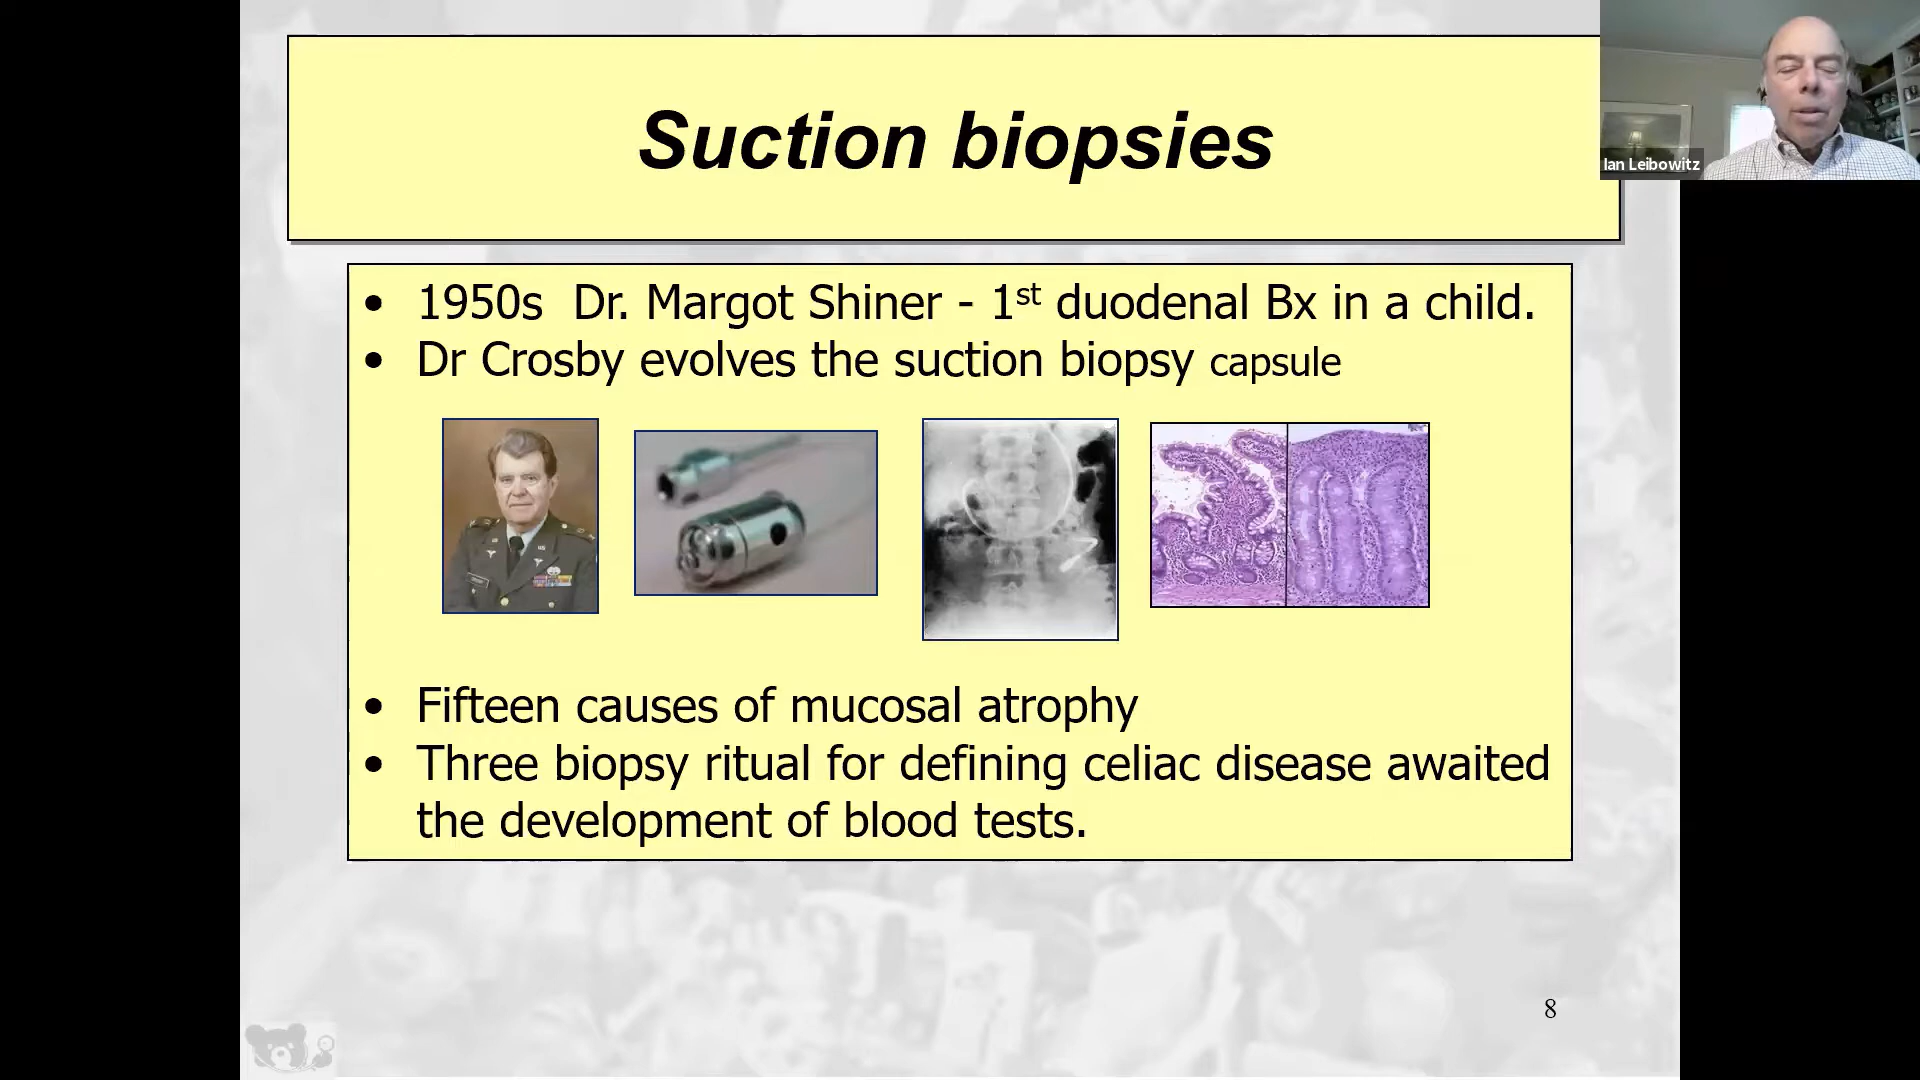 Suction biopsies
Ian Leibowitz
• 1950s Dr. Margot Shiner - 1st duodenal Bx in a child.
• Dr Crosby evolves the suction biopsy capsule
• Fifteen causes of mucosal atrophy
• Three biopsy ritual for defining celiac disease awaited
the development of blood tests.
8